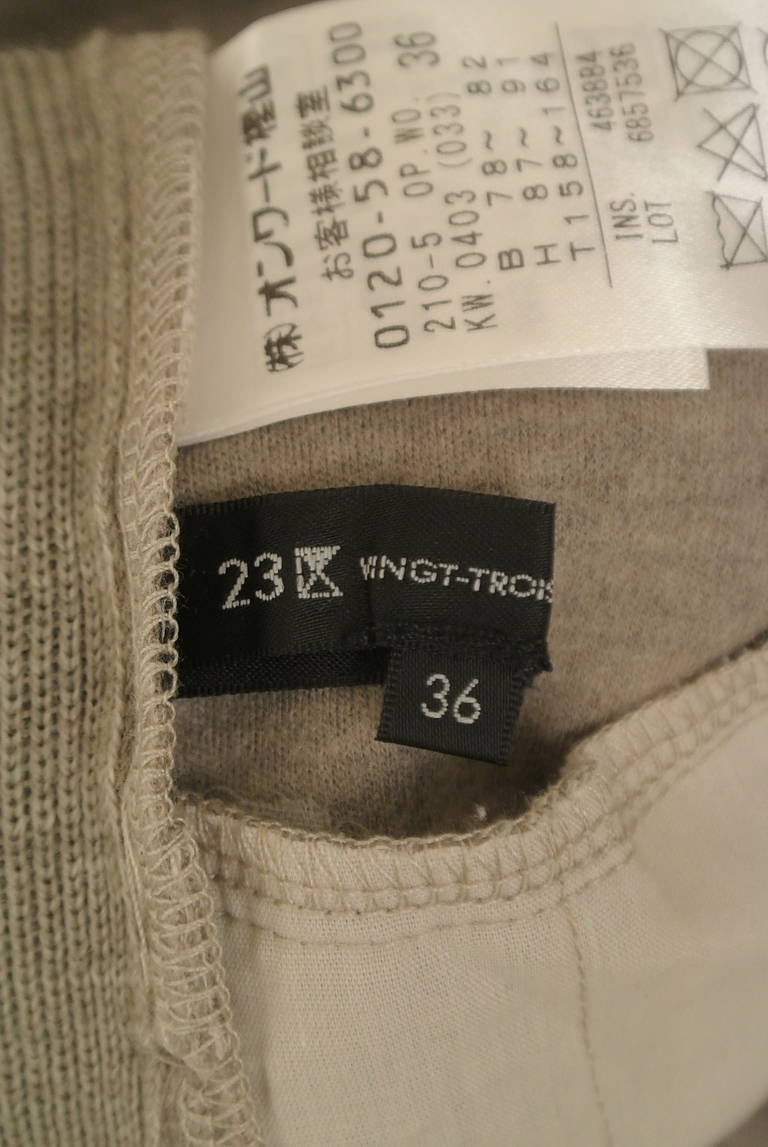 (株)オンワード樫山
お客様相談室
0120-58-6300
210-5 OP.WO. 36
KW.0403 (033)
B 78~ 82
H 87~ 91
T158~164
INS. 463884
LOT 6857536
23区 VINGT-TROIS
36